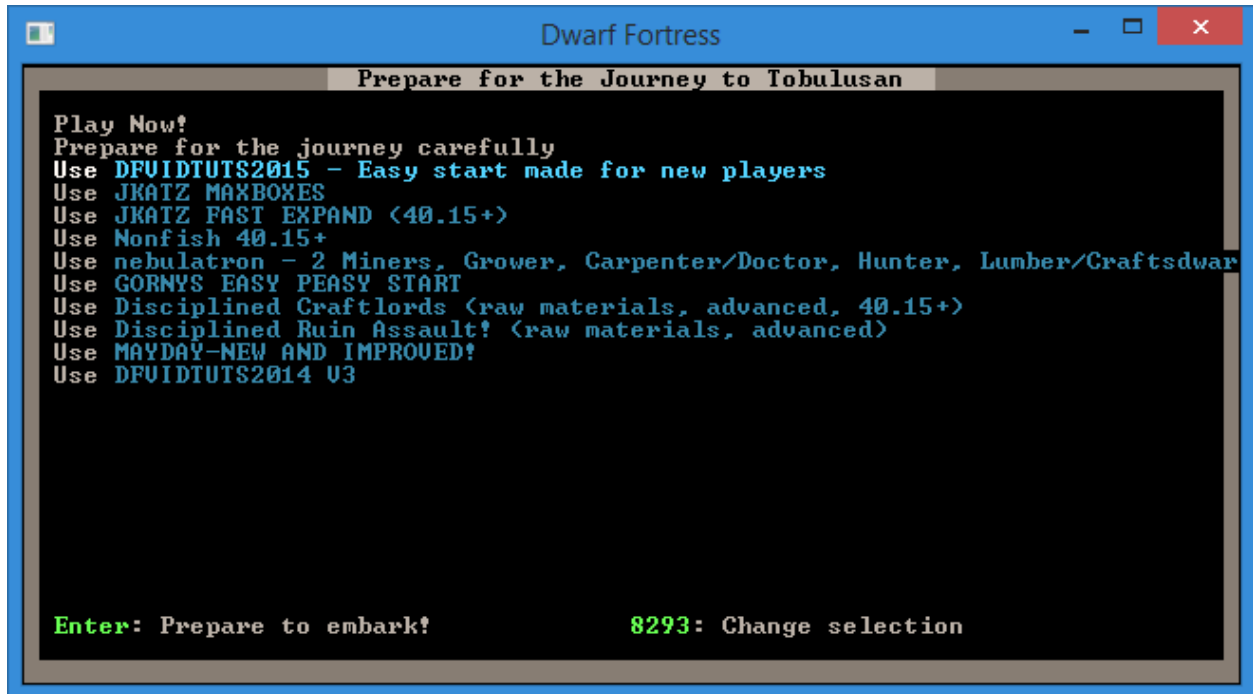 Dwarf Fortress
Prepare for the Journey to Tobulusan
Play Now!
Prepare for the journey carefully
Use DFVIDTUTS2015 - Easy start made for new players
Use JKATZ MAXBOXES
Use JKATZ FAST EXPAND (40.15+)
Use Nonfish 40.15+
Use nebulatron - 2 Miners, Grower, Carpenter/Doctor, Hunter, Lumber/Craftsdwar
Use GORNYS EASY PEASY START
Use Disciplined Craftlords (raw materials, advanced, 40.15+)
Use Disciplined Ruin Assault! (raw materials, advanced)
Use MAYDAY-NEW AND IMPROVED!
Use DFVIDTUTS2014 V3
Enter: Prepare to embark! 8293: Change selection